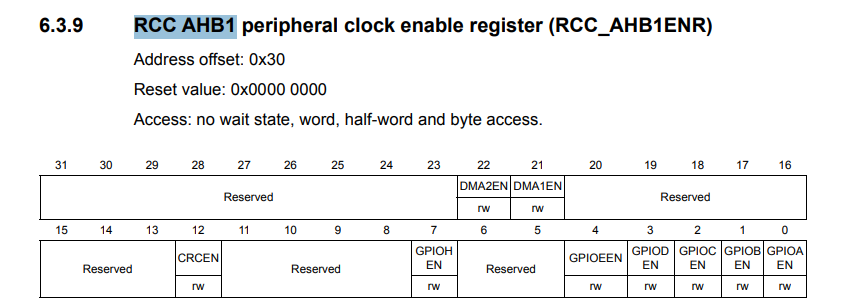 6.3.9 RCC AHB1 peripheral clock enable register (RCC_AHB1ENR)
Address offset: 0x30
Reset value: 0x0000 0000
Access: no wait state, word, half-word and byte access.
31 30 29 28 27 26 25 24 23 22 21 20 19 18 17 16
Reserved DMA2EN DMA1EN Reserved
rw rw
15 14 13 12 11 10 9 8 7 6 5 4 3 2 1 0
Reserved CRCEN Reserved GPIOH EN Reserved GPIOEEN GPIOD EN GPIOC EN GPIOB EN GPIOA EN
rw rw rw rw rw rw rw